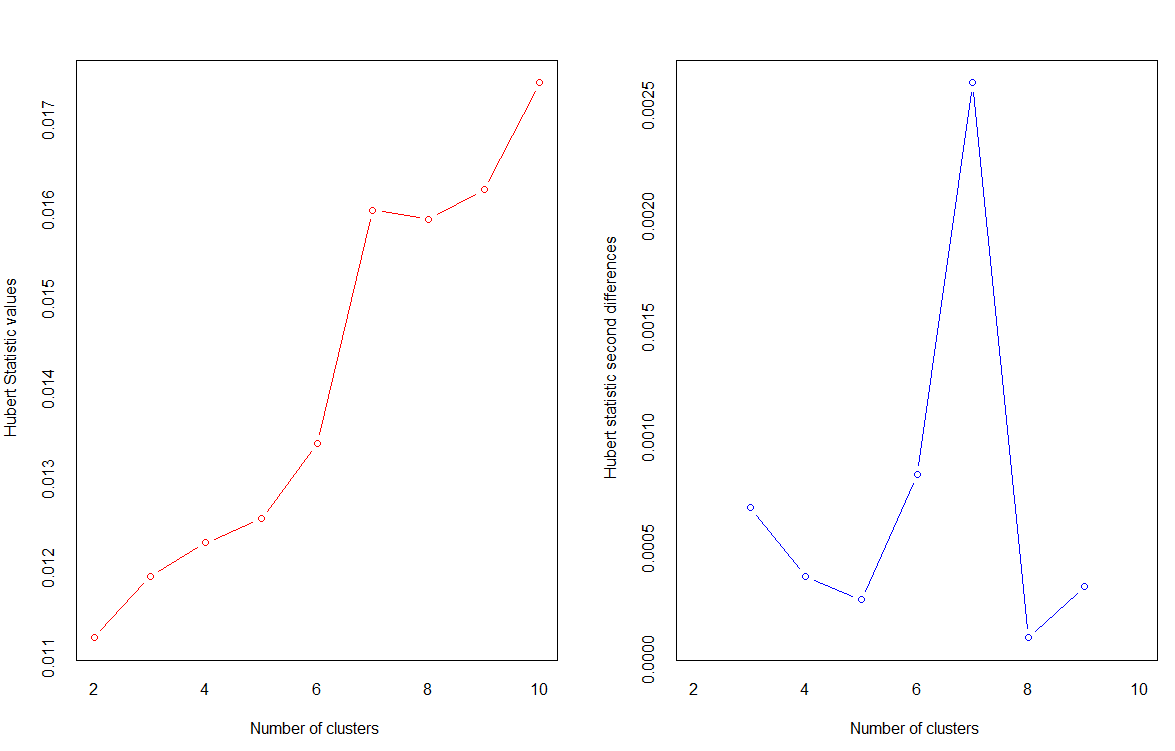 Hubert Statistic values
0.017
0.016
0.015
0.014
0.013
0.012
0.011
2 4 6 8 10
Number of clusters
Hubert statistic second differences
0.0025
0.0020
0.0015
0.0010
0.0005
0.0000
2 4 6 8 10
Number of clusters